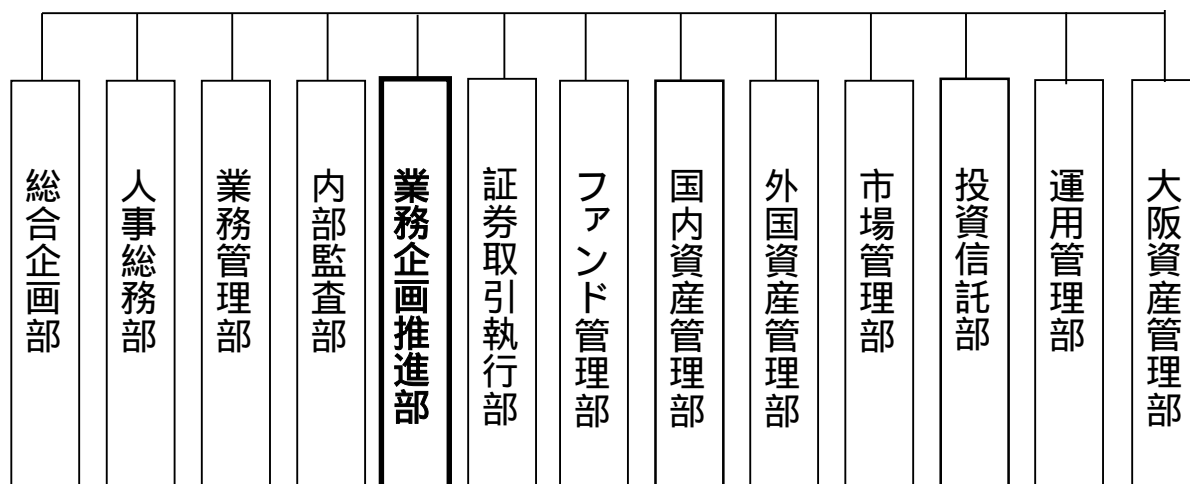 総合企画部
人事総務部
業務管理部
内部監査部
業務企画推進部
証券取引執行部
ファンド管理部
国内資産管理部
外国資産管理部
市場管理部
投資信託部
運用管理部
大阪資産管理部